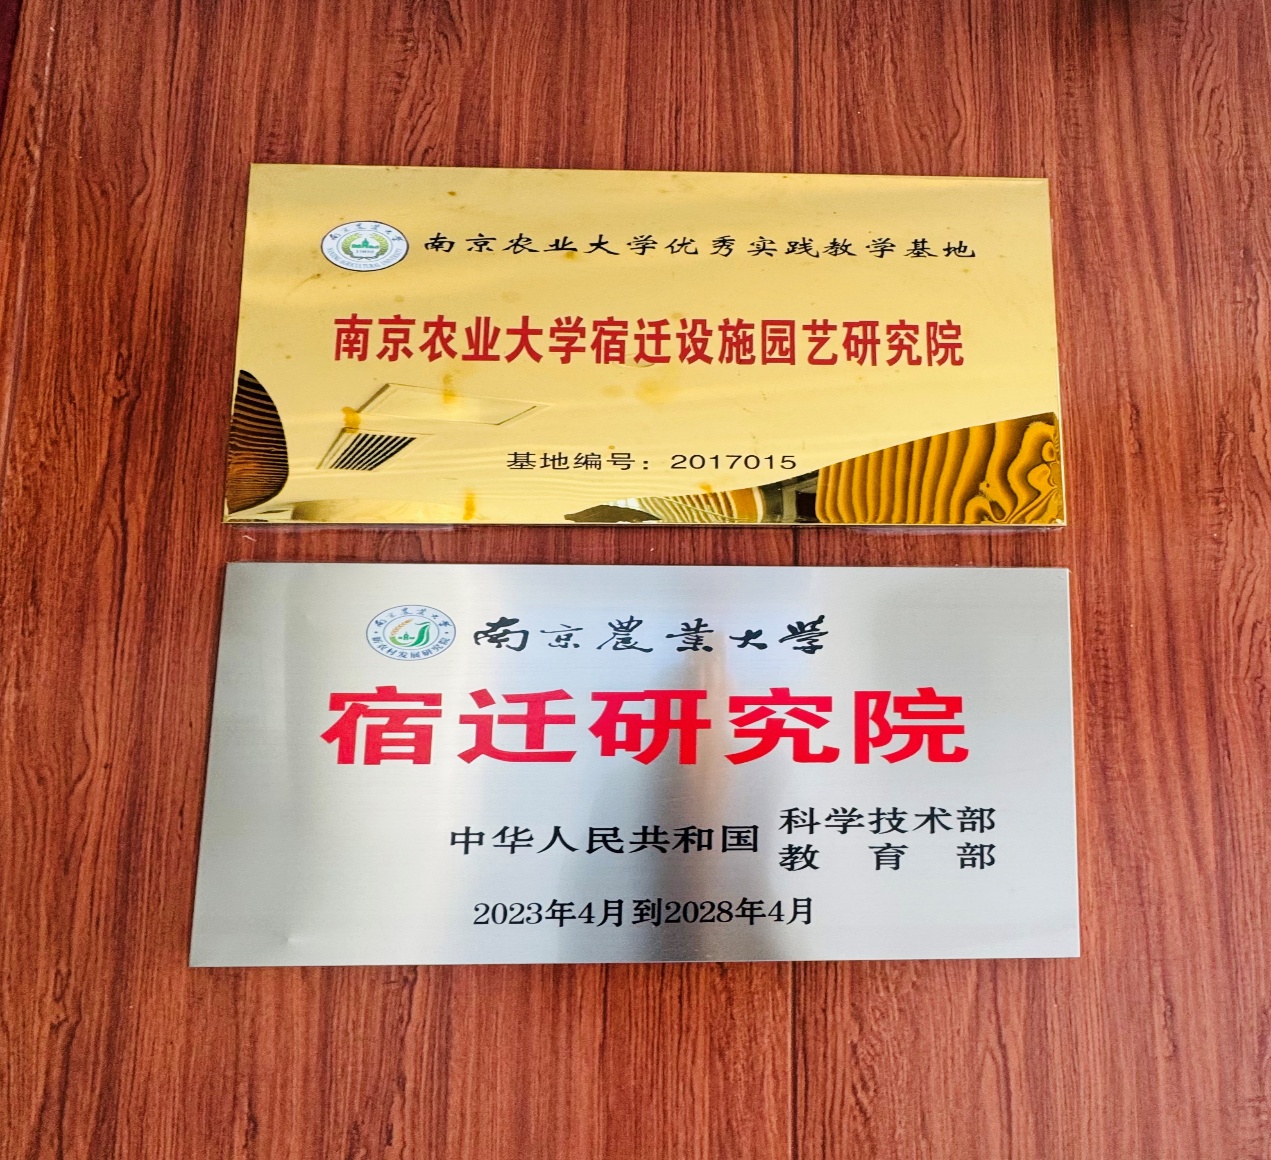 南京农业大学优秀实践教学基地
南京农业大学宿迁设施园艺研究院
基地编号：2017015
南京農業大學
宿迁研究院
中华人民共和国 科学技术部
教育部
2023年4月到2028年4月